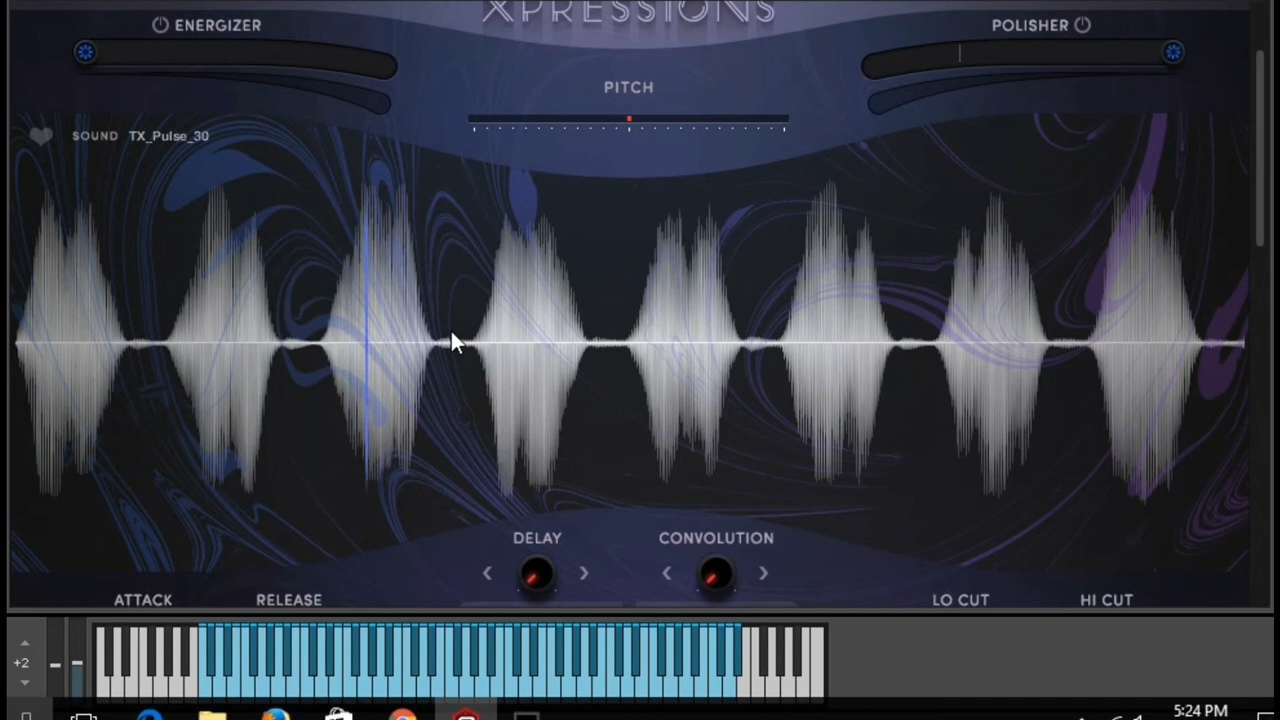 XPRESSIONS
ENERGIZER
POLISHER
PITCH
SOUND TX_Pulse_30
DELAY
CONVOLUTION
< > < >
ATTACK RELEASE LO CUT HI CUT
+2
5:24 PM